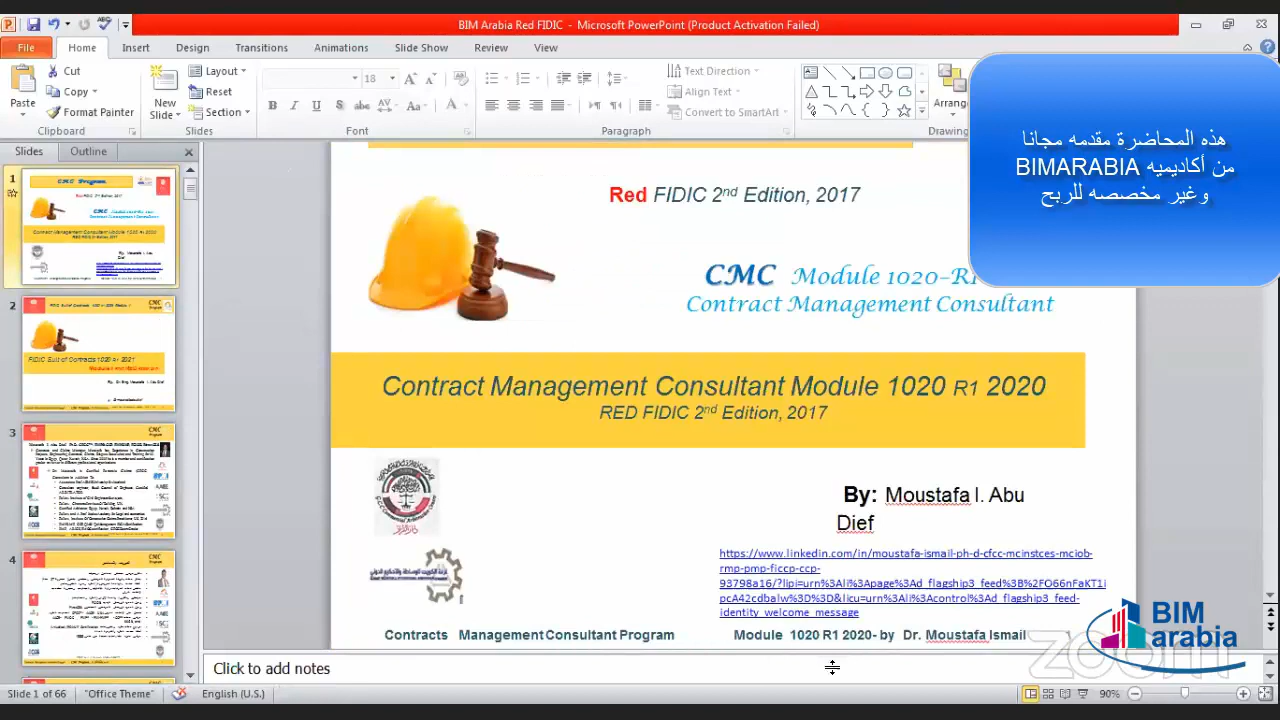 BIM Arabia Red FIDIC - Microsoft PowerPoint (Product Activation Failed)
File Home Insert Design Transitions Animations Slide Show Review View
Paste
Cut
Copy
Format Painter
Clipboard
New
Slide
Layout
Reset
Section
Slides
18
Font
Text Direction
Align Text
Convert to SmartArt
Paragraph
Arrange
Drawing
هذه المحاضرة مقدمه مجانا
من أكاديميه BIMARABIA
وغير مخصصه للربح
Slides Outline
1
2
3
4
Red FIDIC 2nd Edition, 2017
CMC Module 1020-R1
Contract Management Consultant
Contract Management Consultant Module 1020 R1 2020
RED FIDIC 2nd Edition, 2017
By: Moustafa I. Abu
Dief
https://www.linkedin.com/in/moustafa-ismail-ph-d-cfcc-mcinstces-mciob-
rmp-pmp-ficcp-ccp-
93798a16/?lipi=urn%3Ali%3Apage%3Ad_flagship3_feed%3B%2FO66nFaKT1i
pcA42cdbalw%3D%3D&licu=urn%3Ali%3Acontrol%3Ad_flagship3_feed-
identity_welcome_message
Contracts Management Consultant Program
Module 1020 R1 2020- by Dr. Moustafa Ismail
BIM
arabia
zoom
Click to add notes
Slide 1 of 66 "Office Theme" English (U.S.) 90%